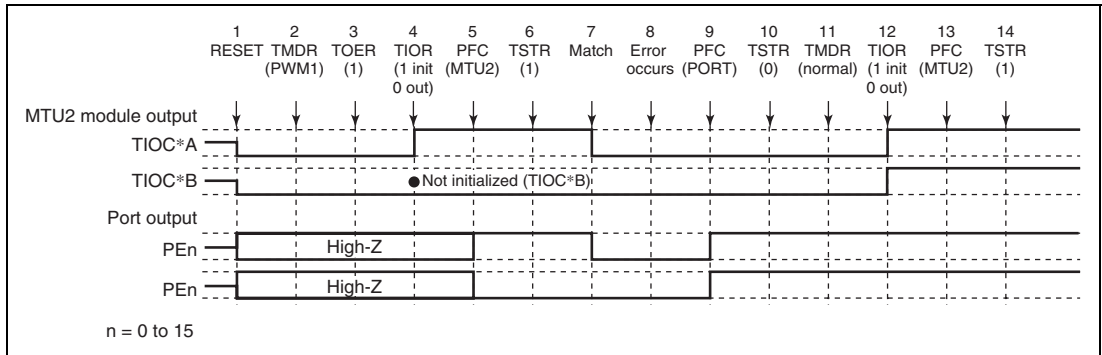 1 2 3 4 5 6 7 8 9 10 11 12 13 14
RESET TMDR TOER TIOR PFC TSTR Match Error PFC TSTR TMDR TIOR PFC TSTR
(PWM1) (1) (1 init (MTU2) (1) occurs (PORT) (0) (normal) (1 init (MTU2) (1)
0 out) 0 out)
MTU2 module output
TIOC*A
TIOC*B
Not initialized (TIOC*B)
Port output
PEn
High-Z
PEn
High-Z
n = 0 to 15